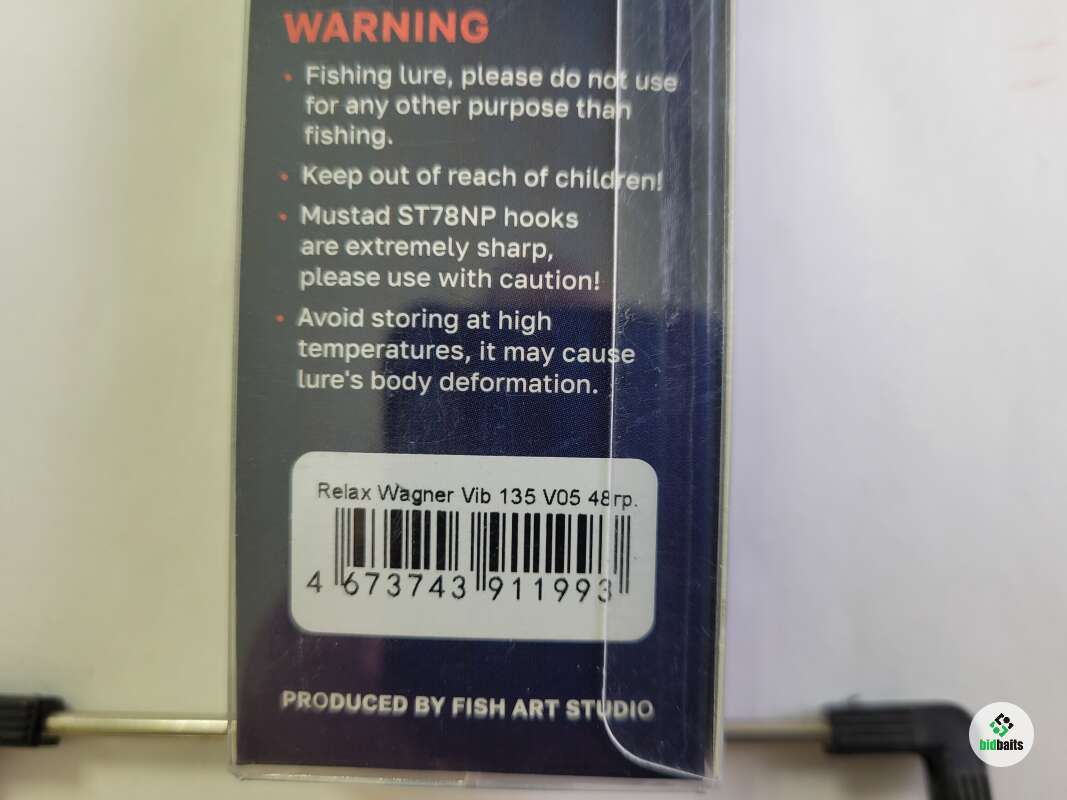 WARNING
• Fishing lure, please do not use
for any other purpose than
fishing.
• Keep out of reach of children!
• Mustad ST78NP hooks
are extremely sharp,
please use with caution!
• Avoid storing at high
temperatures, it may cause
lure's body deformation.
Relax Wagner Vib 135 V05 48гр.
4 673743 911993
PRODUCED BY FISH ART STUDIO
bidbaits